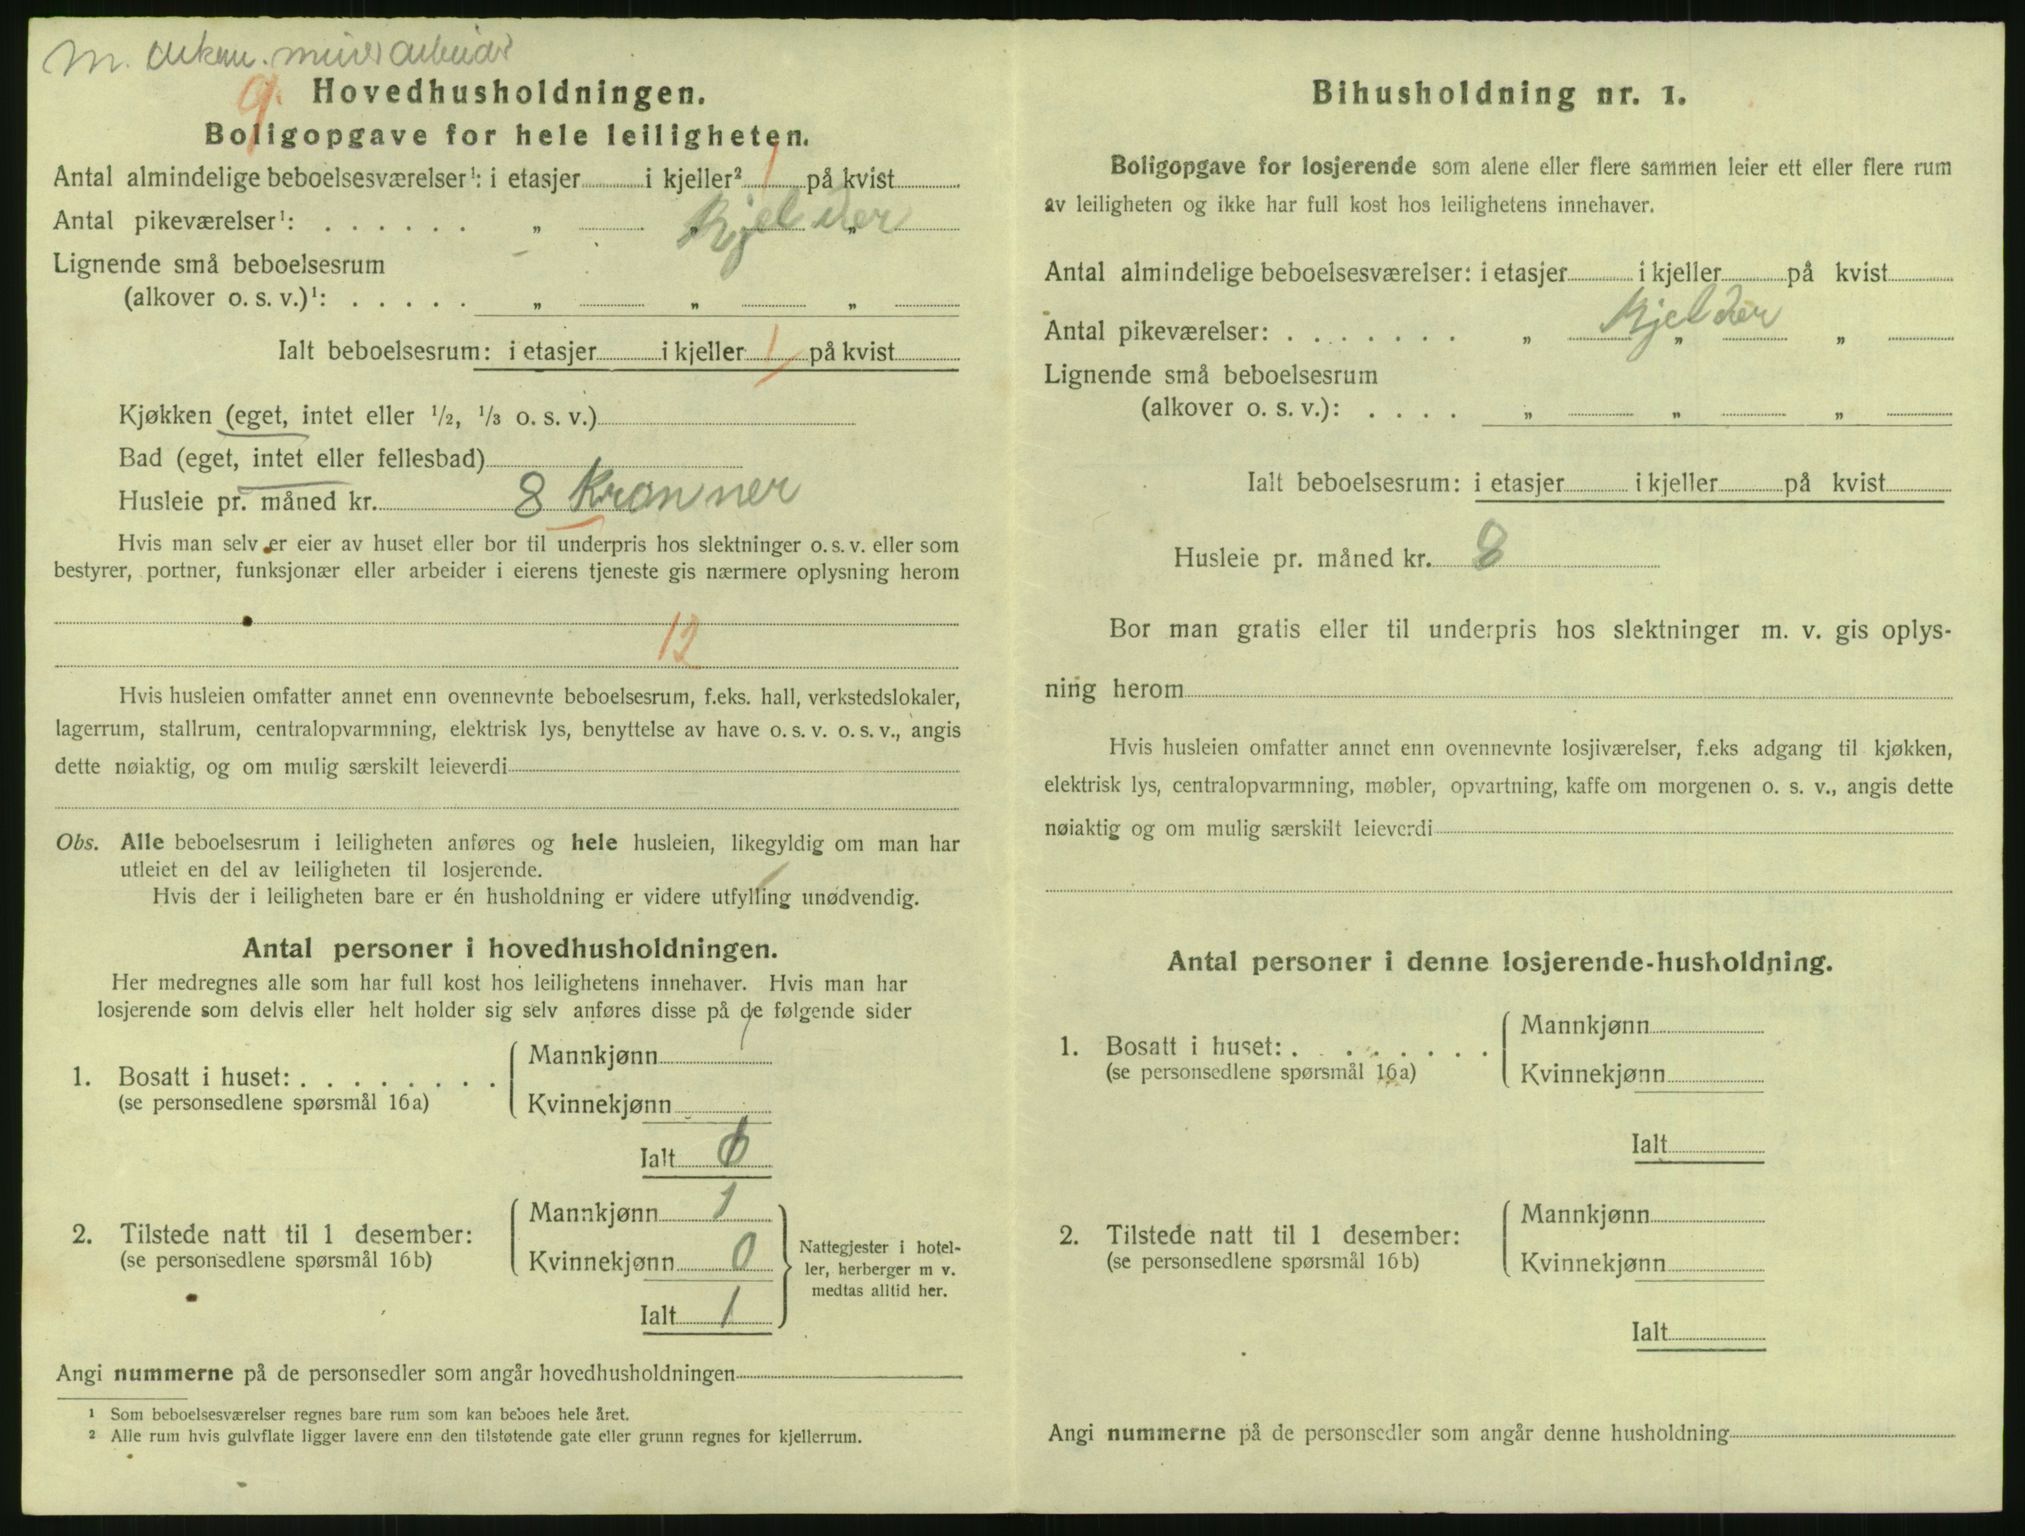 murerarbeider
9. Hovedhusholdningen.
Boligopgave for hele leiligheten.
Antal almindelige beboelsesværelser¹: i etasjer i kjeller² 1 på kvist
Kjelder
Antal pikeværelser¹: . . . . . . „ „ „
Lignende små beboelsesrum
(alkover o. s. v.)¹: . . . . . „ „ „
Ialt beboelsesrum: i etasjer i kjeller 1 på kvist
Kjøkken (eget, intet eller 1/2, 1/3 o. s. v.)
Bad (eget, intet eller fellesbad)
Husleie pr. måned kr. 8 Kronner
Hvis man selv er eier av huset eller bor til underpris hos slektninger o. s. v. eller som
bestyrer, portner, funksjonær eller arbeider i eierens tjeneste gis nærmere oplysning herom
12
Hvis husleien omfatter annet enn ovennevnte beboelsesrum, f.eks. hall, verkstedslokaler,
lagerrum, stallrum, centralopvarmning, elektrisk lys, benyttelse av have o. s. v. o. s. v., angis
dette nøiaktig, og om mulig særskilt leieverdi
Obs. Alle beboelsesrum i leiligheten anføres og hele husleien, likegyldig om man har
utleiet en del av leiligheten til losjerende.
Hvis der i leiligheten bare er én husholdning er videre utfylling unødvendig.
Antal personer i hovedhusholdningen.
Her medregnes alle som har full kost hos leilighetens innehaver. Hvis man har
losjerende som delvis eller helt holder sig selv anføres disse på de følgende sider
Mannkjønn
1. Bosatt i huset: . . . . . . . .
(se personsedlene spørsmål 16a)
Kvinnekjønn
Ialt 0
Mannkjønn 1
2. Tilstede natt til 1 desember:
(se personsedlene spørsmål 16b)
Kvinnekjønn 0
Ialt 1
Nattegjester i hotel-
ler, herberger m v.
medtas alltid her.
Angi nummerne på de personsedler som angår hovedhusholdningen
¹ Som beboelsesværelser regnes bare rum som kan beboes hele året.
² Alle rum hvis gulvflate ligger lavere enn den tilstøtende gate eller grunn regnes for kjellerrum.
Bihusholdning nr. 1.
Boligopgave for losjerende som alene eller flere sammen leier ett eller flere rum
av leiligheten og ikke har full kost hos leilighetens innehaver.
Antal almindelige beboelsesværelser: i etasjer i kjeller på kvist
Kjelder
Antal pikeværelser: . . . . . . . „ „ „
Lignende små beboelsesrum
(alkover o. s. v.): . . . . „ „ „
Ialt beboelsesrum: i etasjer i kjeller på kvist
Husleie pr. måned kr. 8
Bor man gratis eller til underpris hos slektninger m. v. gis oplys-
ning herom
Hvis husleien omfatter annet enn ovennevnte losjiværelser, f.eks adgang til kjøkken,
elektrisk lys, centralopvarmning, møbler, opvartning, kaffe om morgenen o. s. v., angis dette
nøiaktig og om mulig særskilt leieverdi
Antal personer i denne losjerende-husholdning.
Mannkjønn
1. Bosatt i huset: . . . . . . . .
(se personsedlene spørsmål 16a)
Kvinnekjønn
Ialt
Mannkjønn
2. Tilstede natt til 1 desember:
(se personsedlene spørsmål 16b)
Kvinnekjønn
Ialt
Angi nummerne på de personsedler som angår denne husholdning